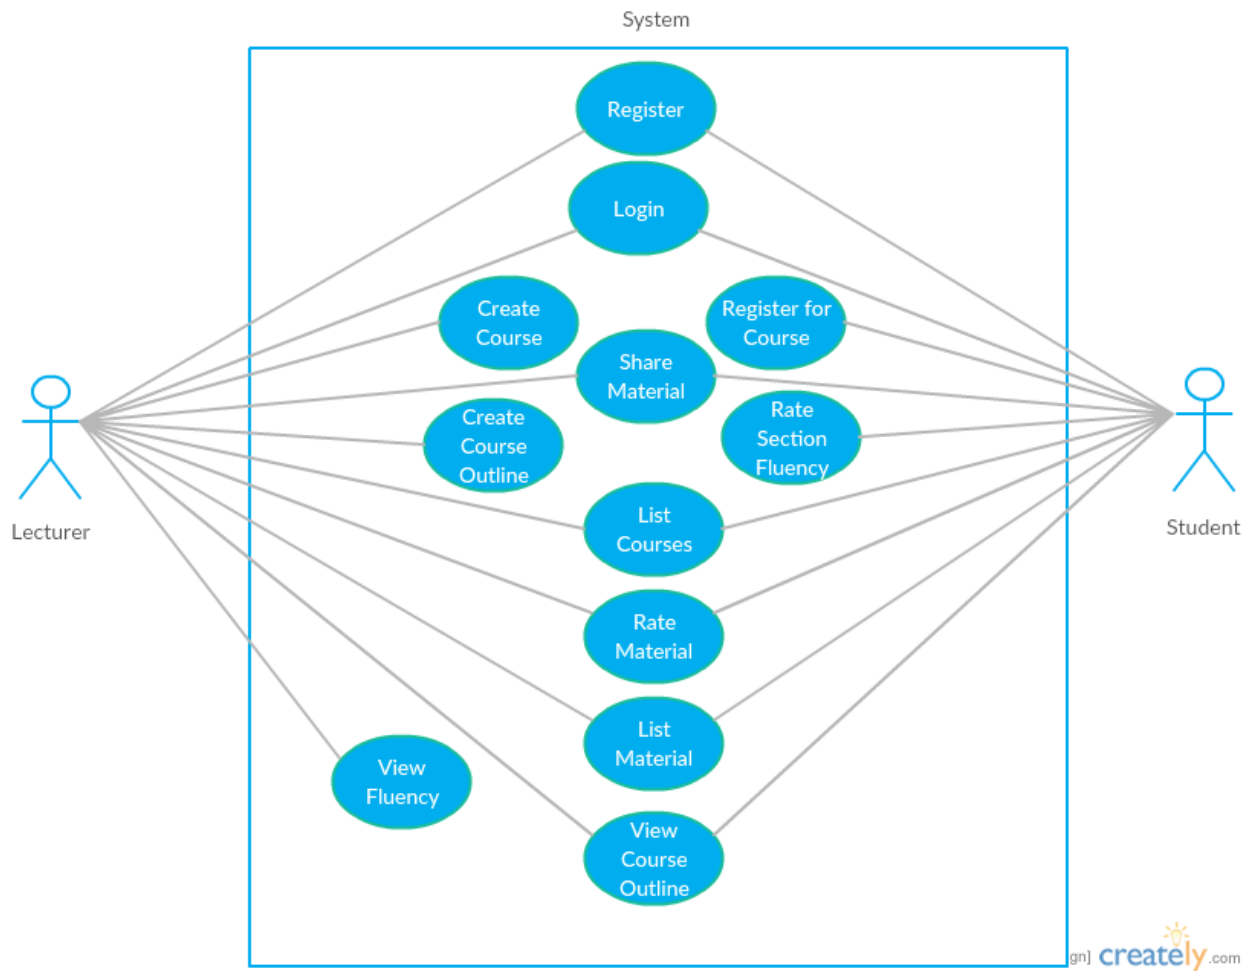 System
Register
Login
Create
Course
Register for
Course
Share
Material
Create
Course
Outline
Rate
Section
Fluency
List
Courses
Lecturer
Student
Rate
Material
List
Material
View
Fluency
View
Course
Outline
gn] creately.com